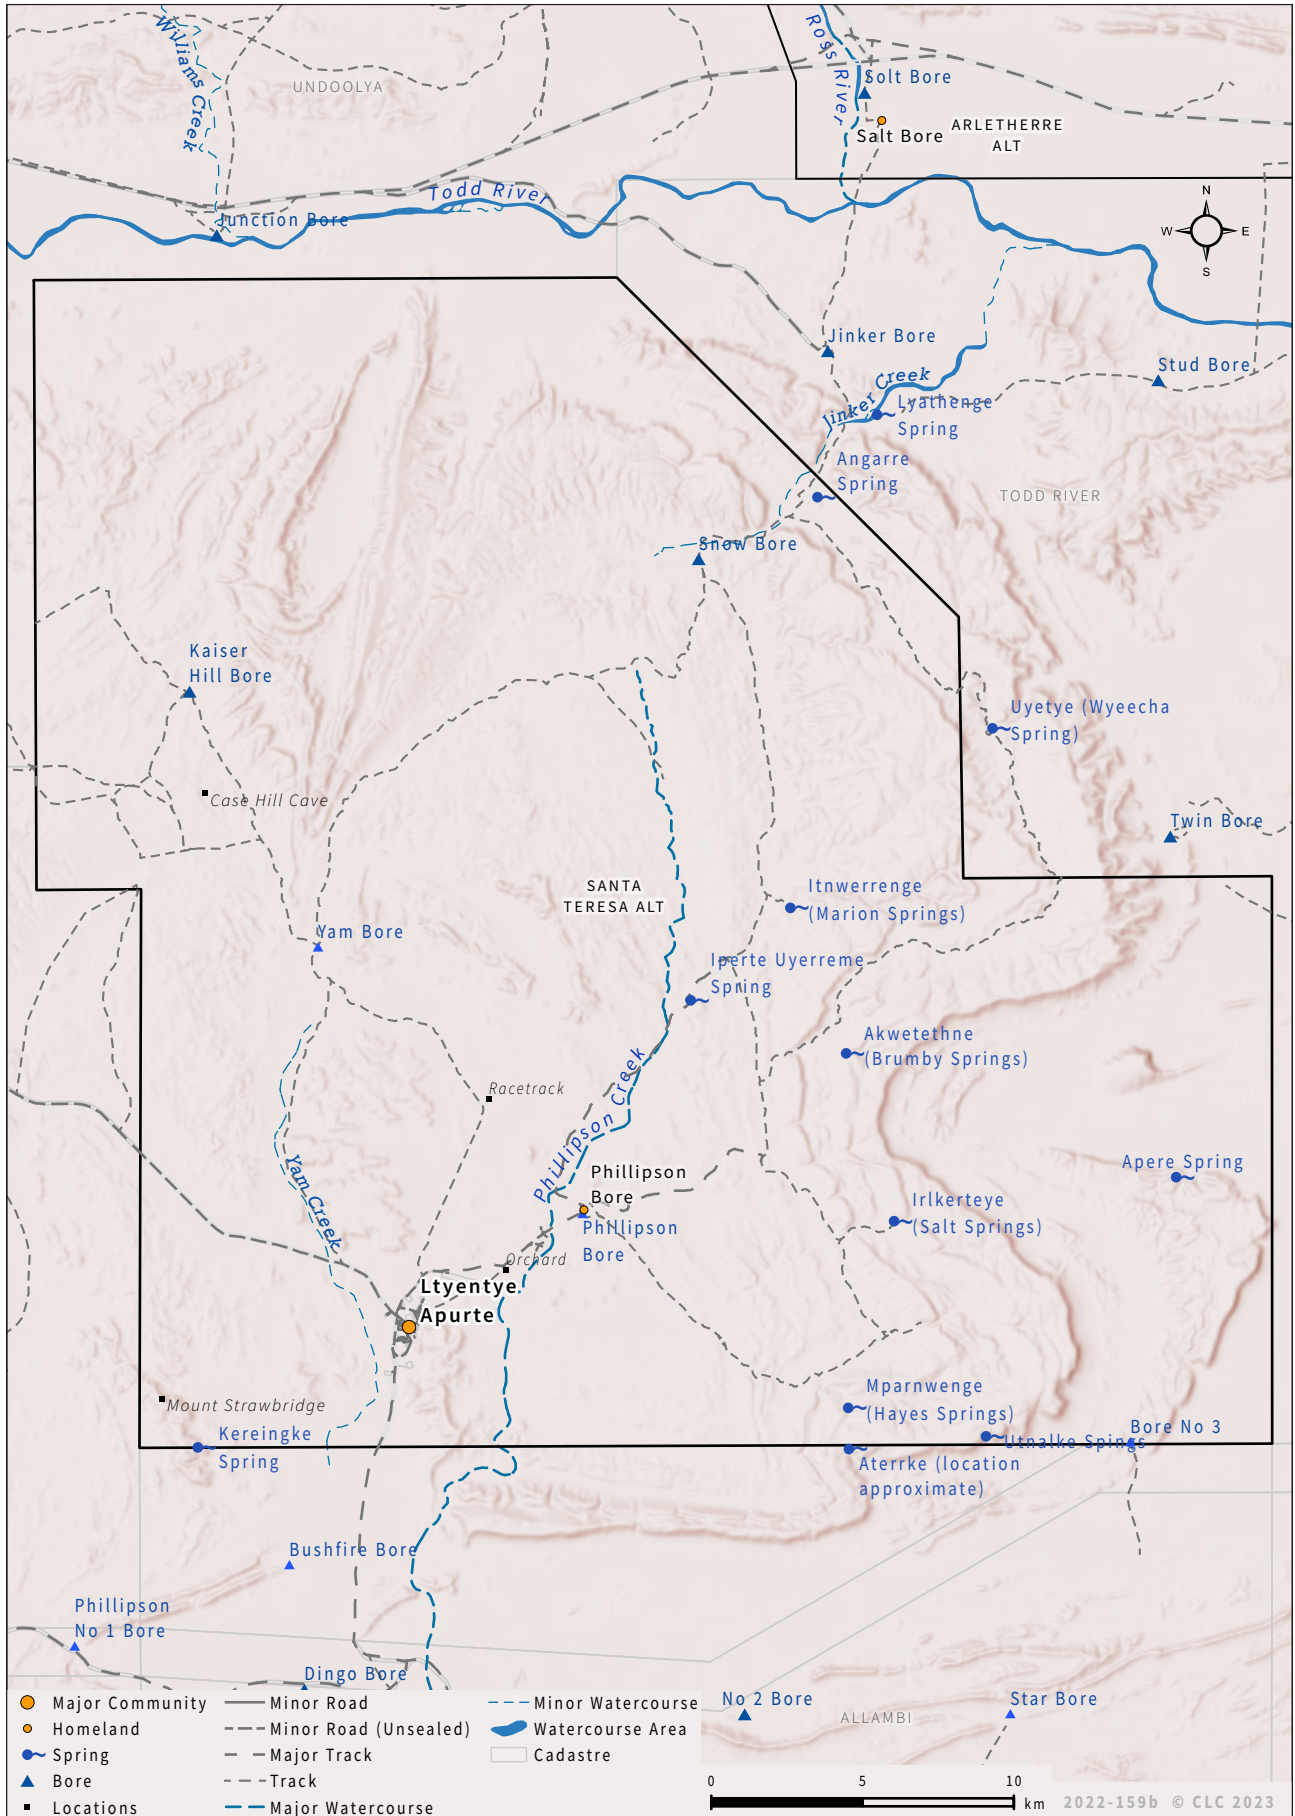 Williams Creek
UNDOOLYA
Ross River
Solt Bore
Salt Bore
ARLETHERRE
ALT
Todd River
Junction Bore
N
W
E
S
Jinker Bore
Stud Bore
Jinker Creek
Lyathenge
Spring
Angarre
Spring
TODD RIVER
Snow Bore
Kaiser
Hill Bore
Uyetye (Wyeecha
Spring)
Case Hill Cave
Twin Bore
SANTA
TERESA ALT
Itnwerrenge
(Marion Springs)
Yam Bore
Iperte Uyerreme
Spring
Akwetethne
(Brumby Springs)
Racetrack
Phillipson Creek
Yam Creek
Phillipson
Bore
Apere Spring
Irlkerteye
(Salt Springs)
Phillipson
Bore
Orchard
Ltyentye
Apurte
Mparnwenge
(Hayes Springs)
Mount Strawbridge
Kereingke
Spring
Bore No 3
Utnalke Spings
Aterrke (location
approximate)
Bushfire Bore
Phillipson
No 1 Bore
Dingo Bore
No 2 Bore
Star Bore
ALLAMBI
Major Community
Homeland
Spring
Bore
Locations
Minor Road
Minor Road (Unsealed)
Major Track
Track
Major Watercourse
Minor Watercourse
Watercourse Area
Cadastre
0 5 10
km
2022-159b © CLC 2023